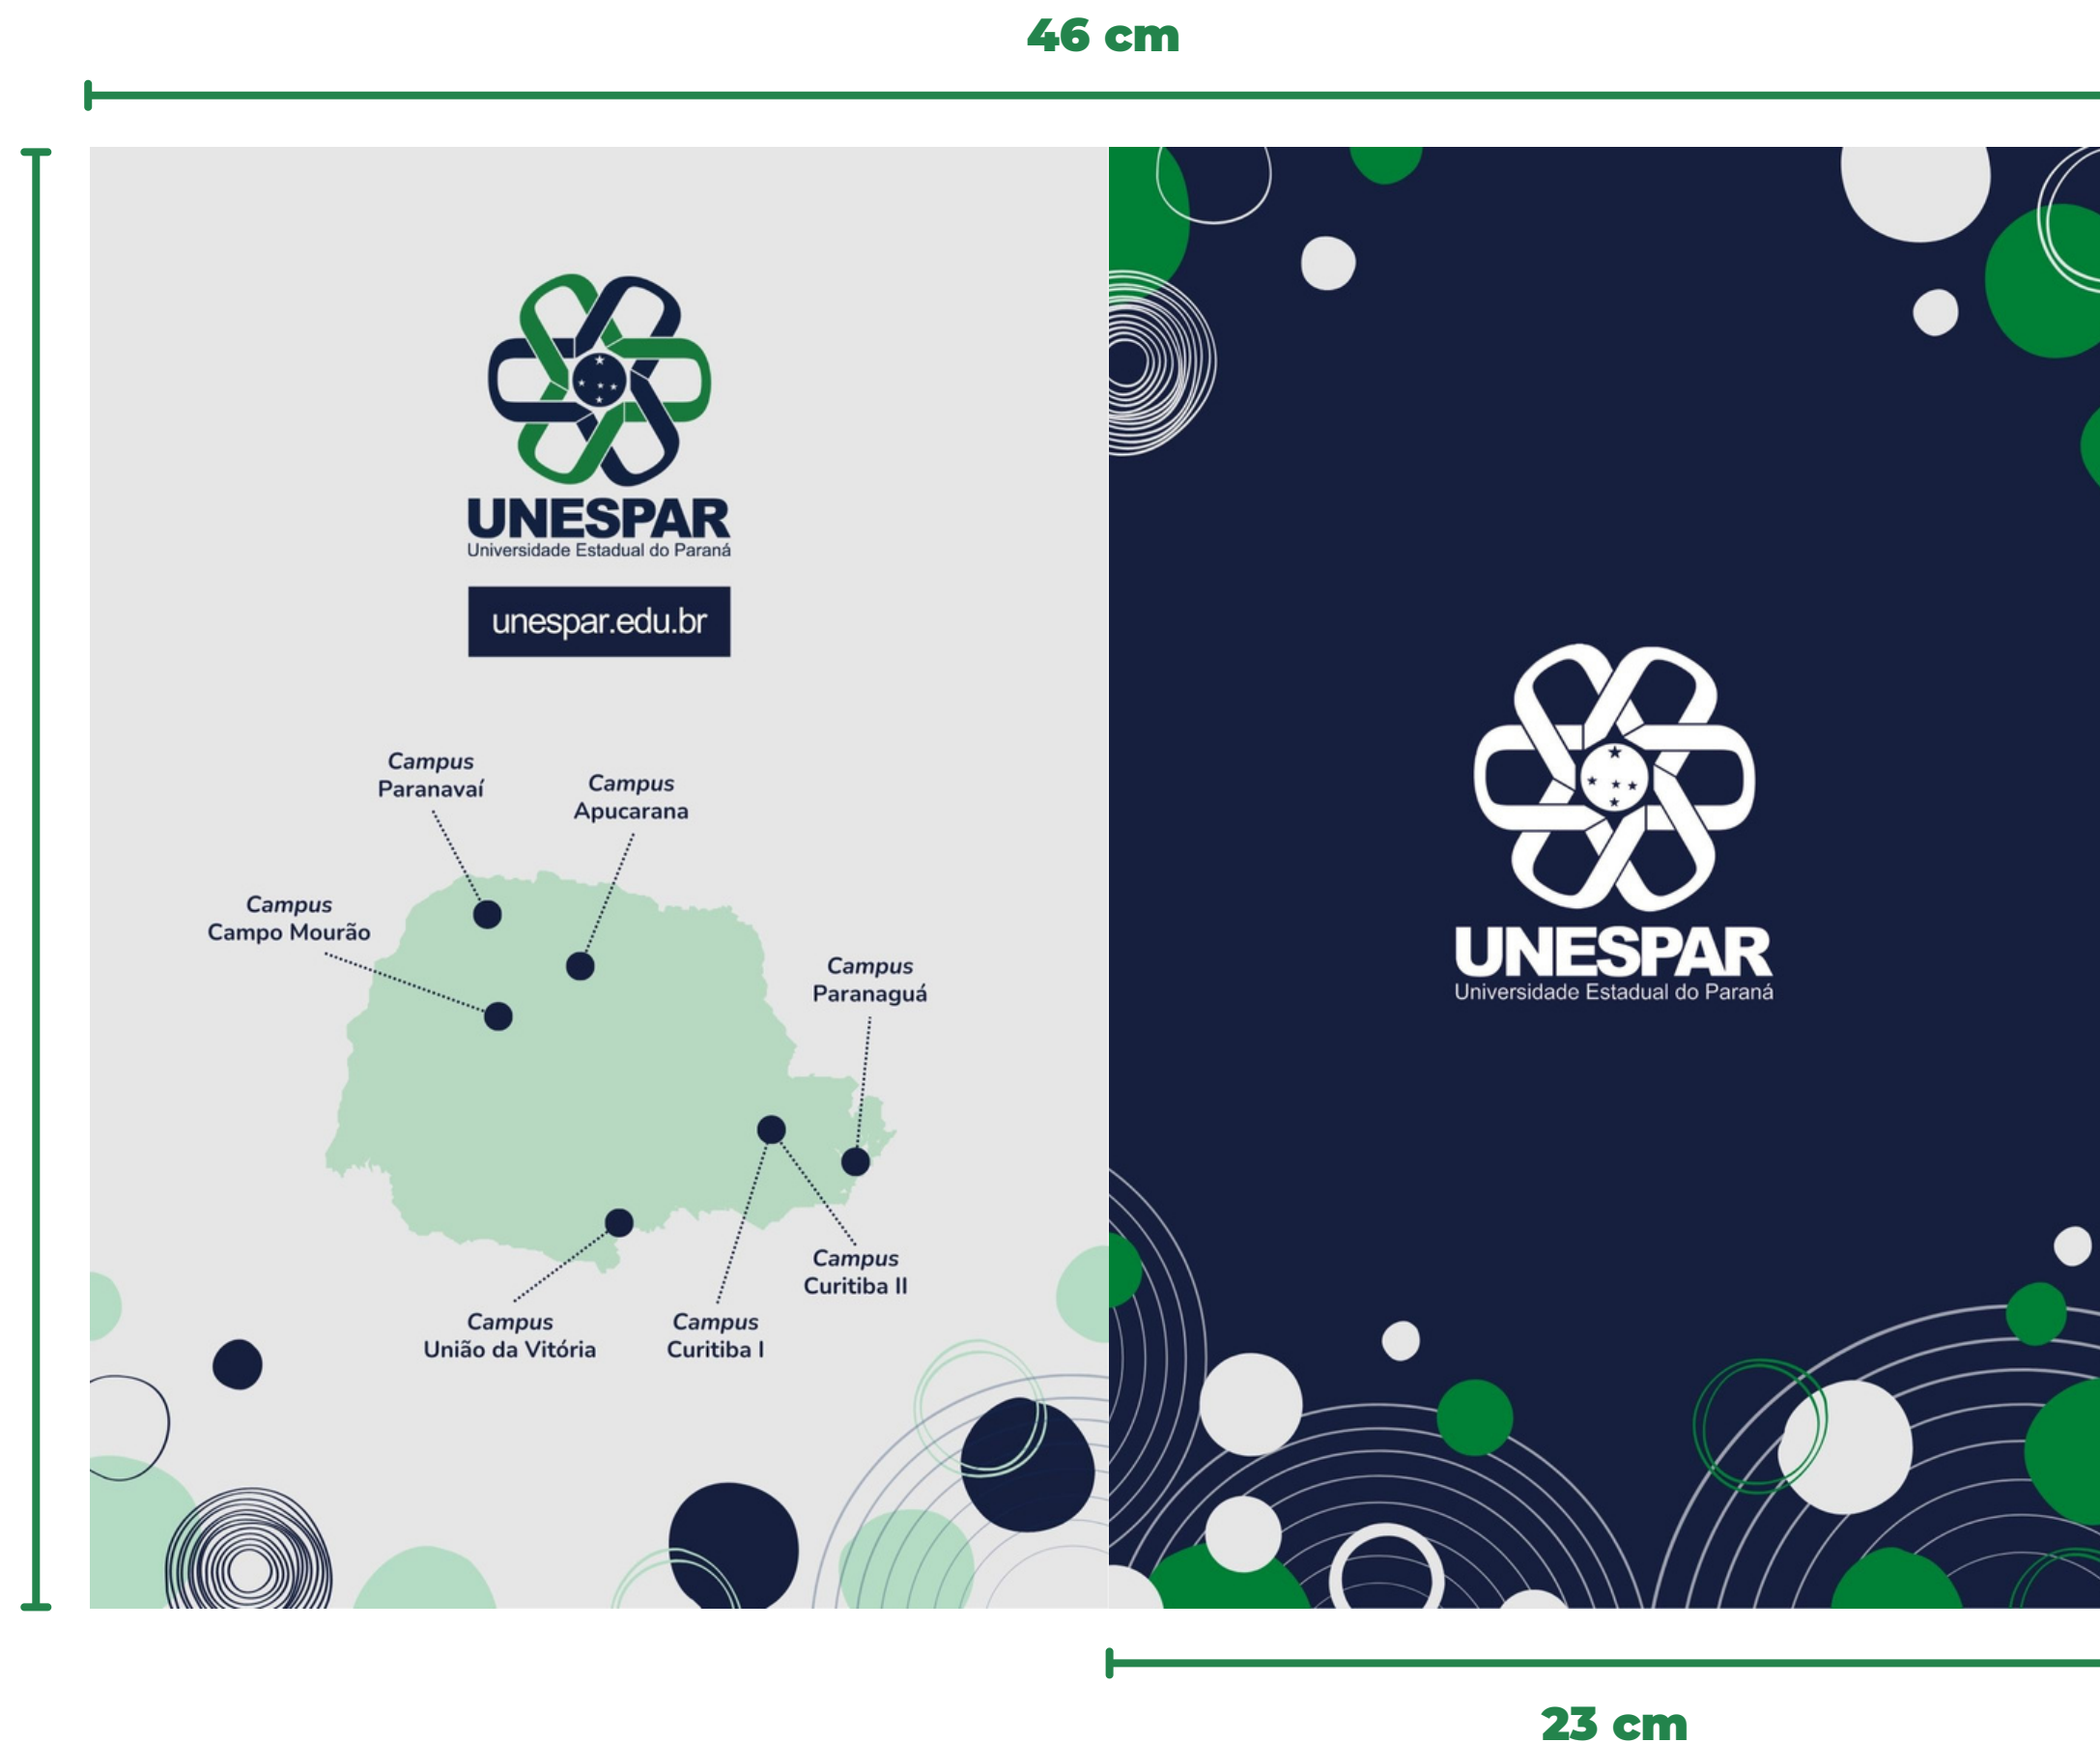 46 cm
UNESPAR
Universidade Estadual do Paraná
unespar.edu.br
Campus
Paranavaí
Campus
Apucarana
Campus
Campo Mourão
Campus
Paranaguá
Campus
Curitiba II
Campus
União da Vitória
Campus
Curitiba I
UNESPAR
Universidade Estadual do Paraná
23 cm